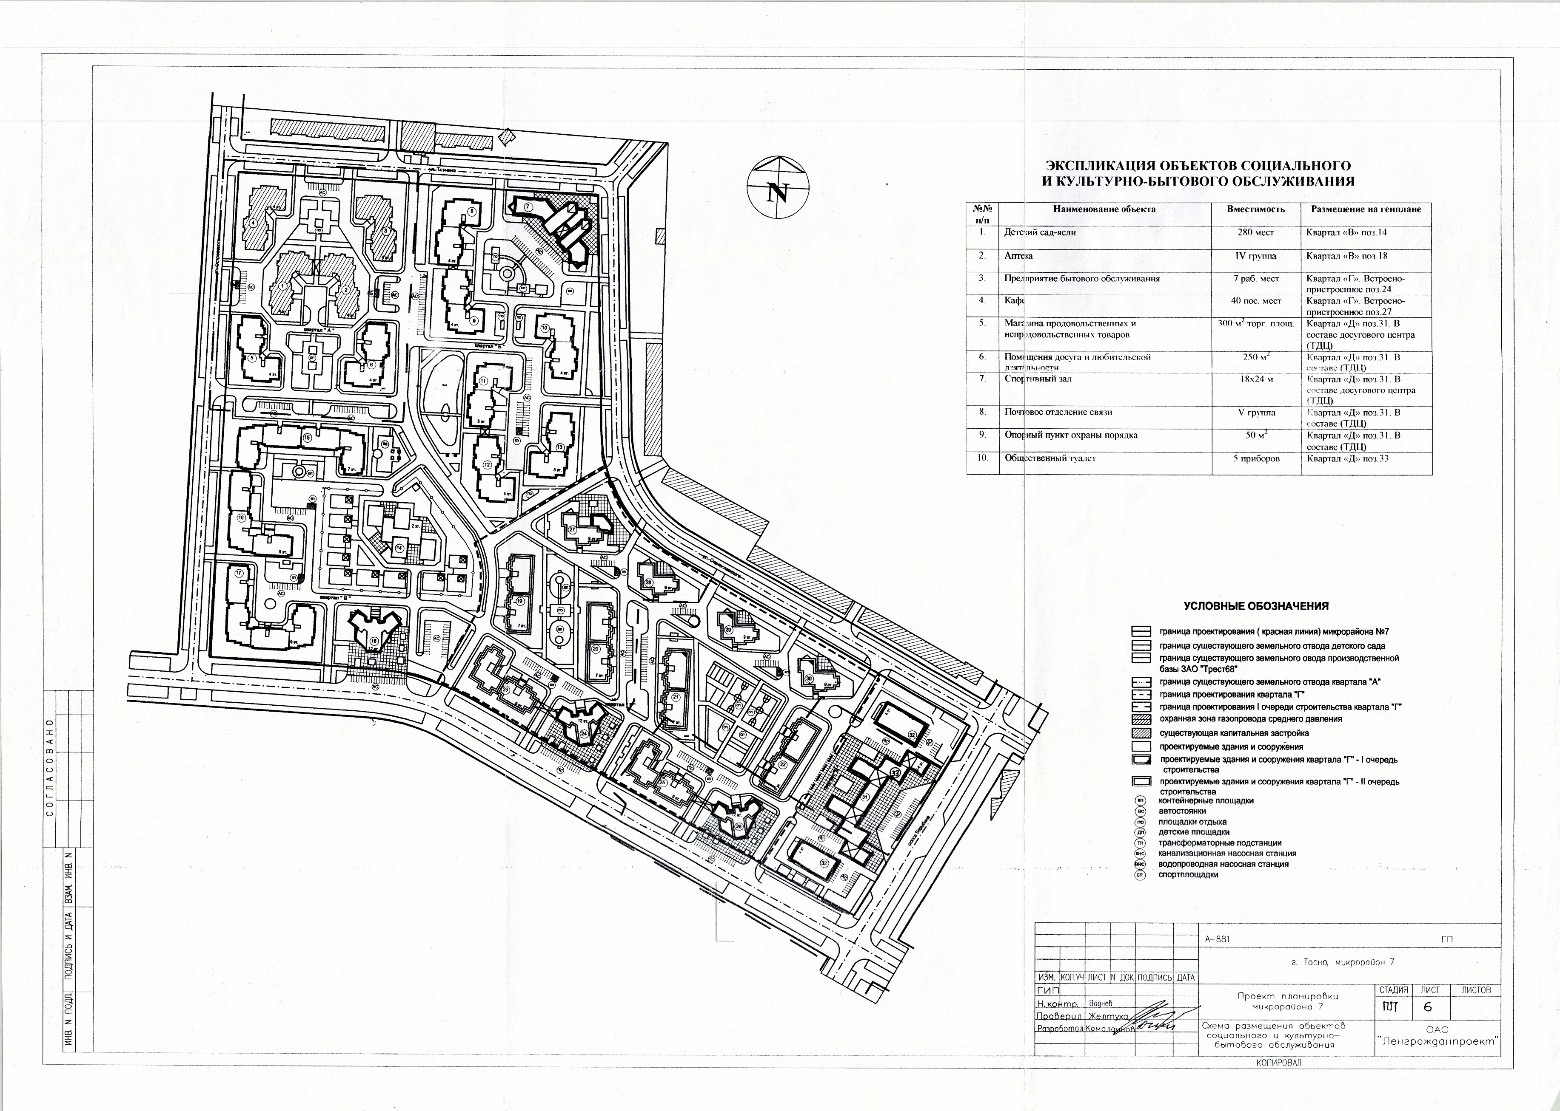 ЭКСПЛИКАЦИЯ ОБЪЕКТОВ СОЦИАЛЬНОГО
И КУЛЬТУРНО-БЫТОВОГО ОБСЛУЖИВАНИЯ
№№ п/п Наименование объекта Вместимость Размещение на генплане
1. Детский сад-ясли 280 мест Квартал «В» поз.14
2. Аптека IV группа Квартал «В» поз.18
3. Предприятие бытового обслуживания 7 раб. мест Квартал «Г». Встроено-
пристроенное поз.24
4. Кафе 40 пос. мест Квартал «Г». Встроено-
пристроенное поз.27
5. Магазина продовольственных и 300 м² торг. площ. Квартал «Д» поз.31. В
непродовольственных товаров составе досугового центра
(ТДЦ)
6. Помещения досуга и любительской 250 м² Квартал «Д» поз.31. В
деятельности составе (ТДЦ)
7. Спортивный зал 18х24 м Квартал «Д» поз.31. В
составе досугового центра
(ТДЦ)
8. Почтовое отделение связи V группа Квартал «Д» поз.31. В
составе (ТДЦ)
9. Опорный пункт охраны порядка 50 м² Квартал «Д» поз.31. В
составе (ТДЦ)
10. Общественный туалет 5 приборов Квартал «Д» поз.33
N
квартал "А"
квартал "Б"
квартал "В"
УСЛОВНЫЕ ОБОЗНАЧЕНИЯ
граница проектирования ( красная линия) микрорайона №7
граница существующего земельного отвода детского сада
граница существующего земельного овода производственной
базы ЗАО "Трест68"
граница существующего земельного отвода квартала "А"
граница проектирования квартала "Г"
граница проектирования I очереди строительства квартала "Г"
охранная зона газопровода среднего давления
существующая капитальная застройка
проектируемые здания и сооружения
проектируемые здания и сооружения квартала "Г" - I очередь
строительства
проектируемые здания и сооружения квартала "Г" - II очередь
строительства
контейнерные площадки
автостоянки
площадки отдыха
детские площадки
трансформаторные подстанции
канализационная насосная станция
водопроводная насосная станция
спортплощадки
СОГЛАСОВАНО
ИНВ. N ПОДЛ. ПОДПИСЬ И ДАТА ВЗАМ. ИНВ. N
А-881 ГП
г. Тосно, микрорайон 7
ИЗМ. КОЛ.УЧ ЛИСТ N ДОК ПОДПИСЬ ДАТА
ГИП
Н.контр.
Проверил Желтуха
Разработал
Проект планировки
микрорайона 7
СТАДИЯ ЛИСТ ЛИСТОВ
ПП 6
Схема размещения объектов
социального и культурно-
бытового обслуживания
ОАО
"Ленгражданпроект"
КОПИРОВАЛ